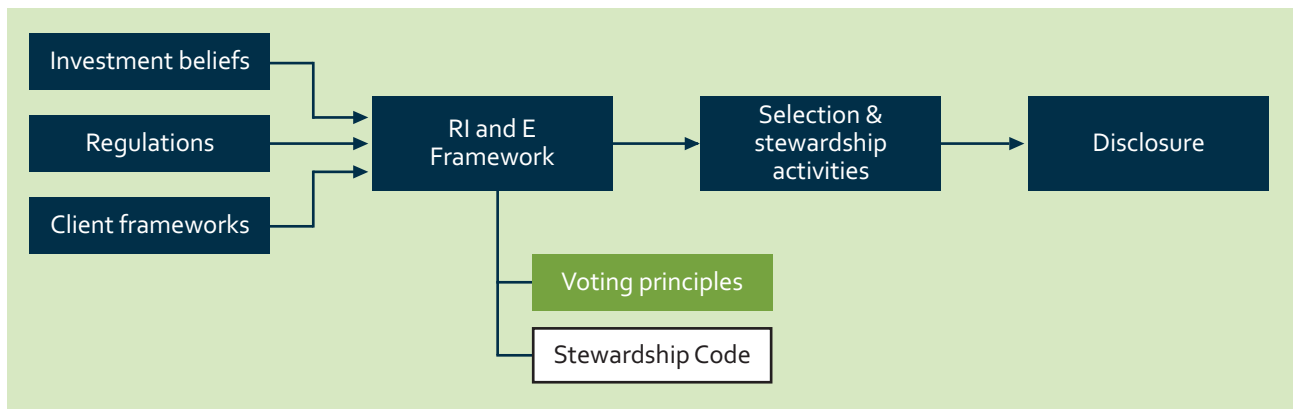 Investment beliefs
Regulations
Client frameworks
RI and E
Framework
Selection &
stewardship
activities
Disclosure
Voting principles
Stewardship Code